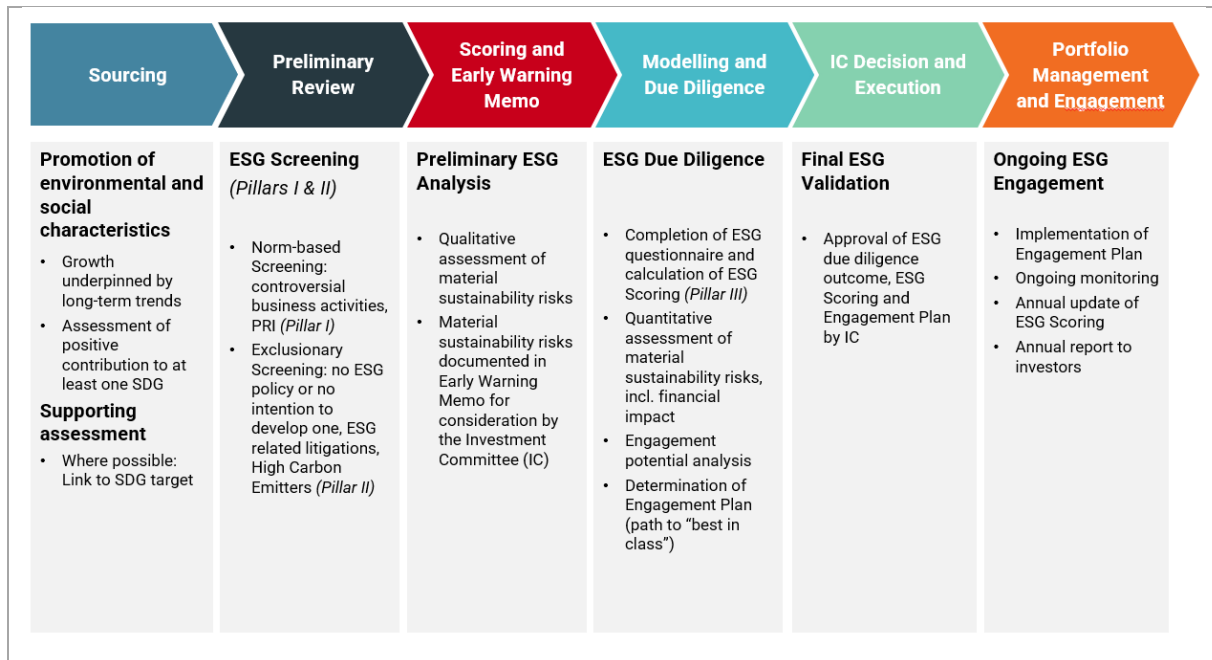 Sourcing
Preliminary
Review
Scoring and
Early Warning
Memo
Modelling and
Due Diligence
IC Decision and
Execution
Portfolio
Management
and Engagement
Promotion of
environmental and
social
characteristics
• Growth
underpinned by
long-term trends
• Assessment of
positive
contribution to at
least one SDG
Supporting
assessment
• Where possible:
Link to SDG target
ESG Screening
(Pillars I & II)
• Norm-based
Screening:
controversial
business activities,
PRI (Pillar I)
• Exclusionary
Screening: no ESG
policy or no
intention to
develop one, ESG
related litigations,
High Carbon
Emitters (Pillar II)
Preliminary ESG
Analysis
• Qualitative
assessment of
material
sustainability risks
• Material
sustainability risks
documented in
Early Warning
Memo for
consideration by
the Investment
Committee (IC)
ESG Due Diligence
• Completion of ESG
questionnaire and
calculation of ESG
Scoring (Pillar III)
• Quantitative
assessment of
material
sustainability risks,
incl. financial
impact
• Engagement
potential analysis
• Determination of
Engagement Plan
(path to “best in
class”)
Final ESG
Validation
• Approval of ESG
due diligence
outcome, ESG
Scoring and
Engagement Plan
by IC
Ongoing ESG
Engagement
• Implementation of
Engagement Plan
• Ongoing monitoring
• Annual update of
ESG Scoring
• Annual report to
investors